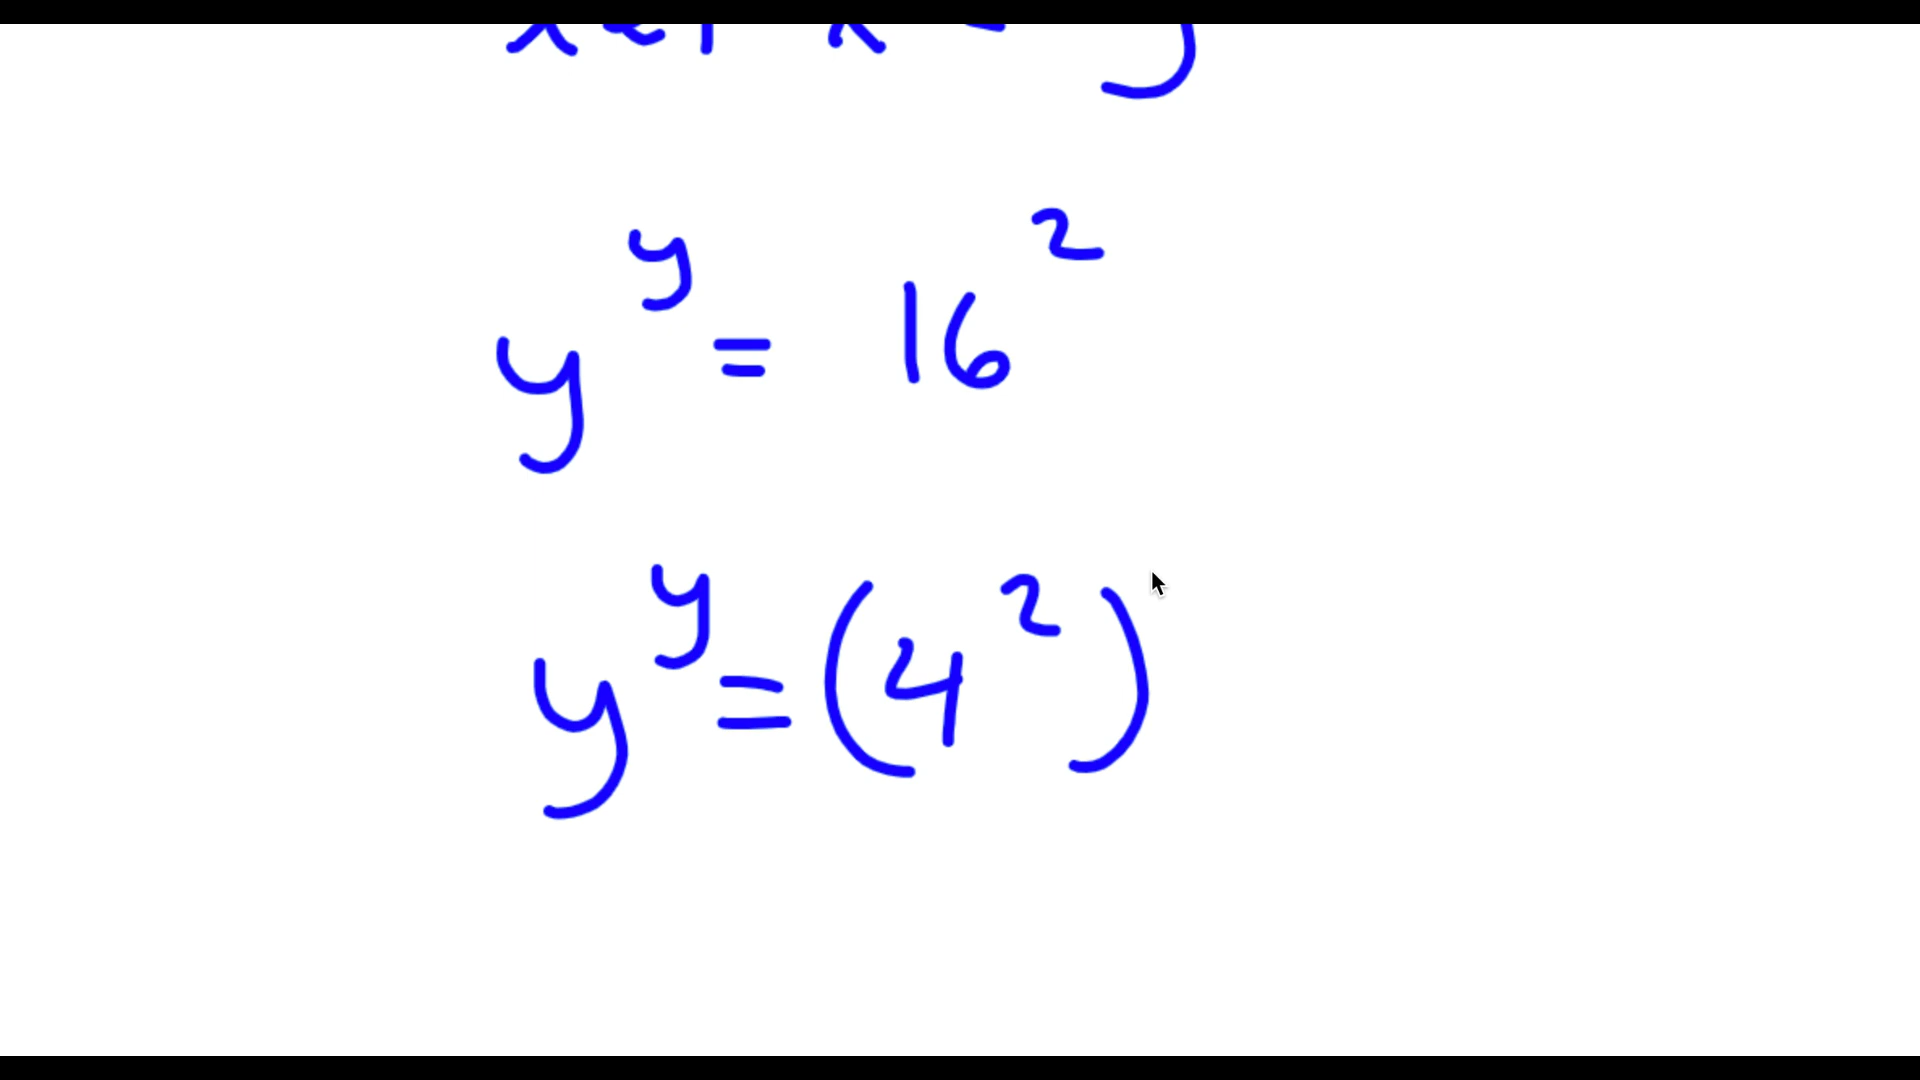 y^y = 16^2
y^y = (4^2)